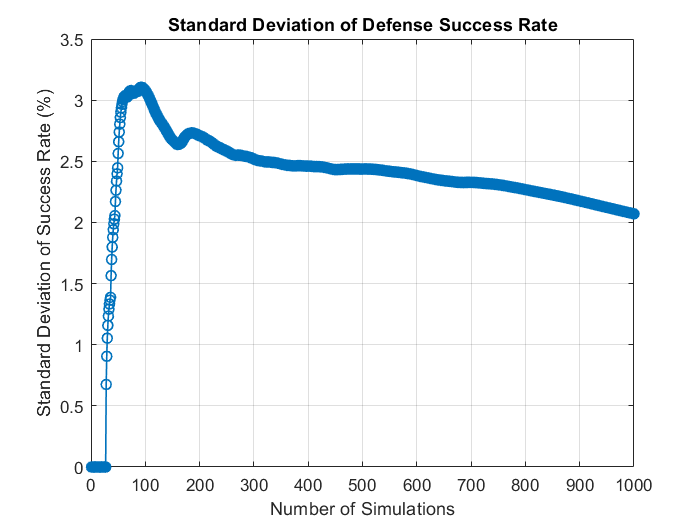 Standard Deviation of Defense Success Rate
Standard Deviation of Success Rate (%)
3.5
3
2.5
2
1.5
1
0.5
0
0 100 200 300 400 500 600 700 800 900 1000
Number of Simulations